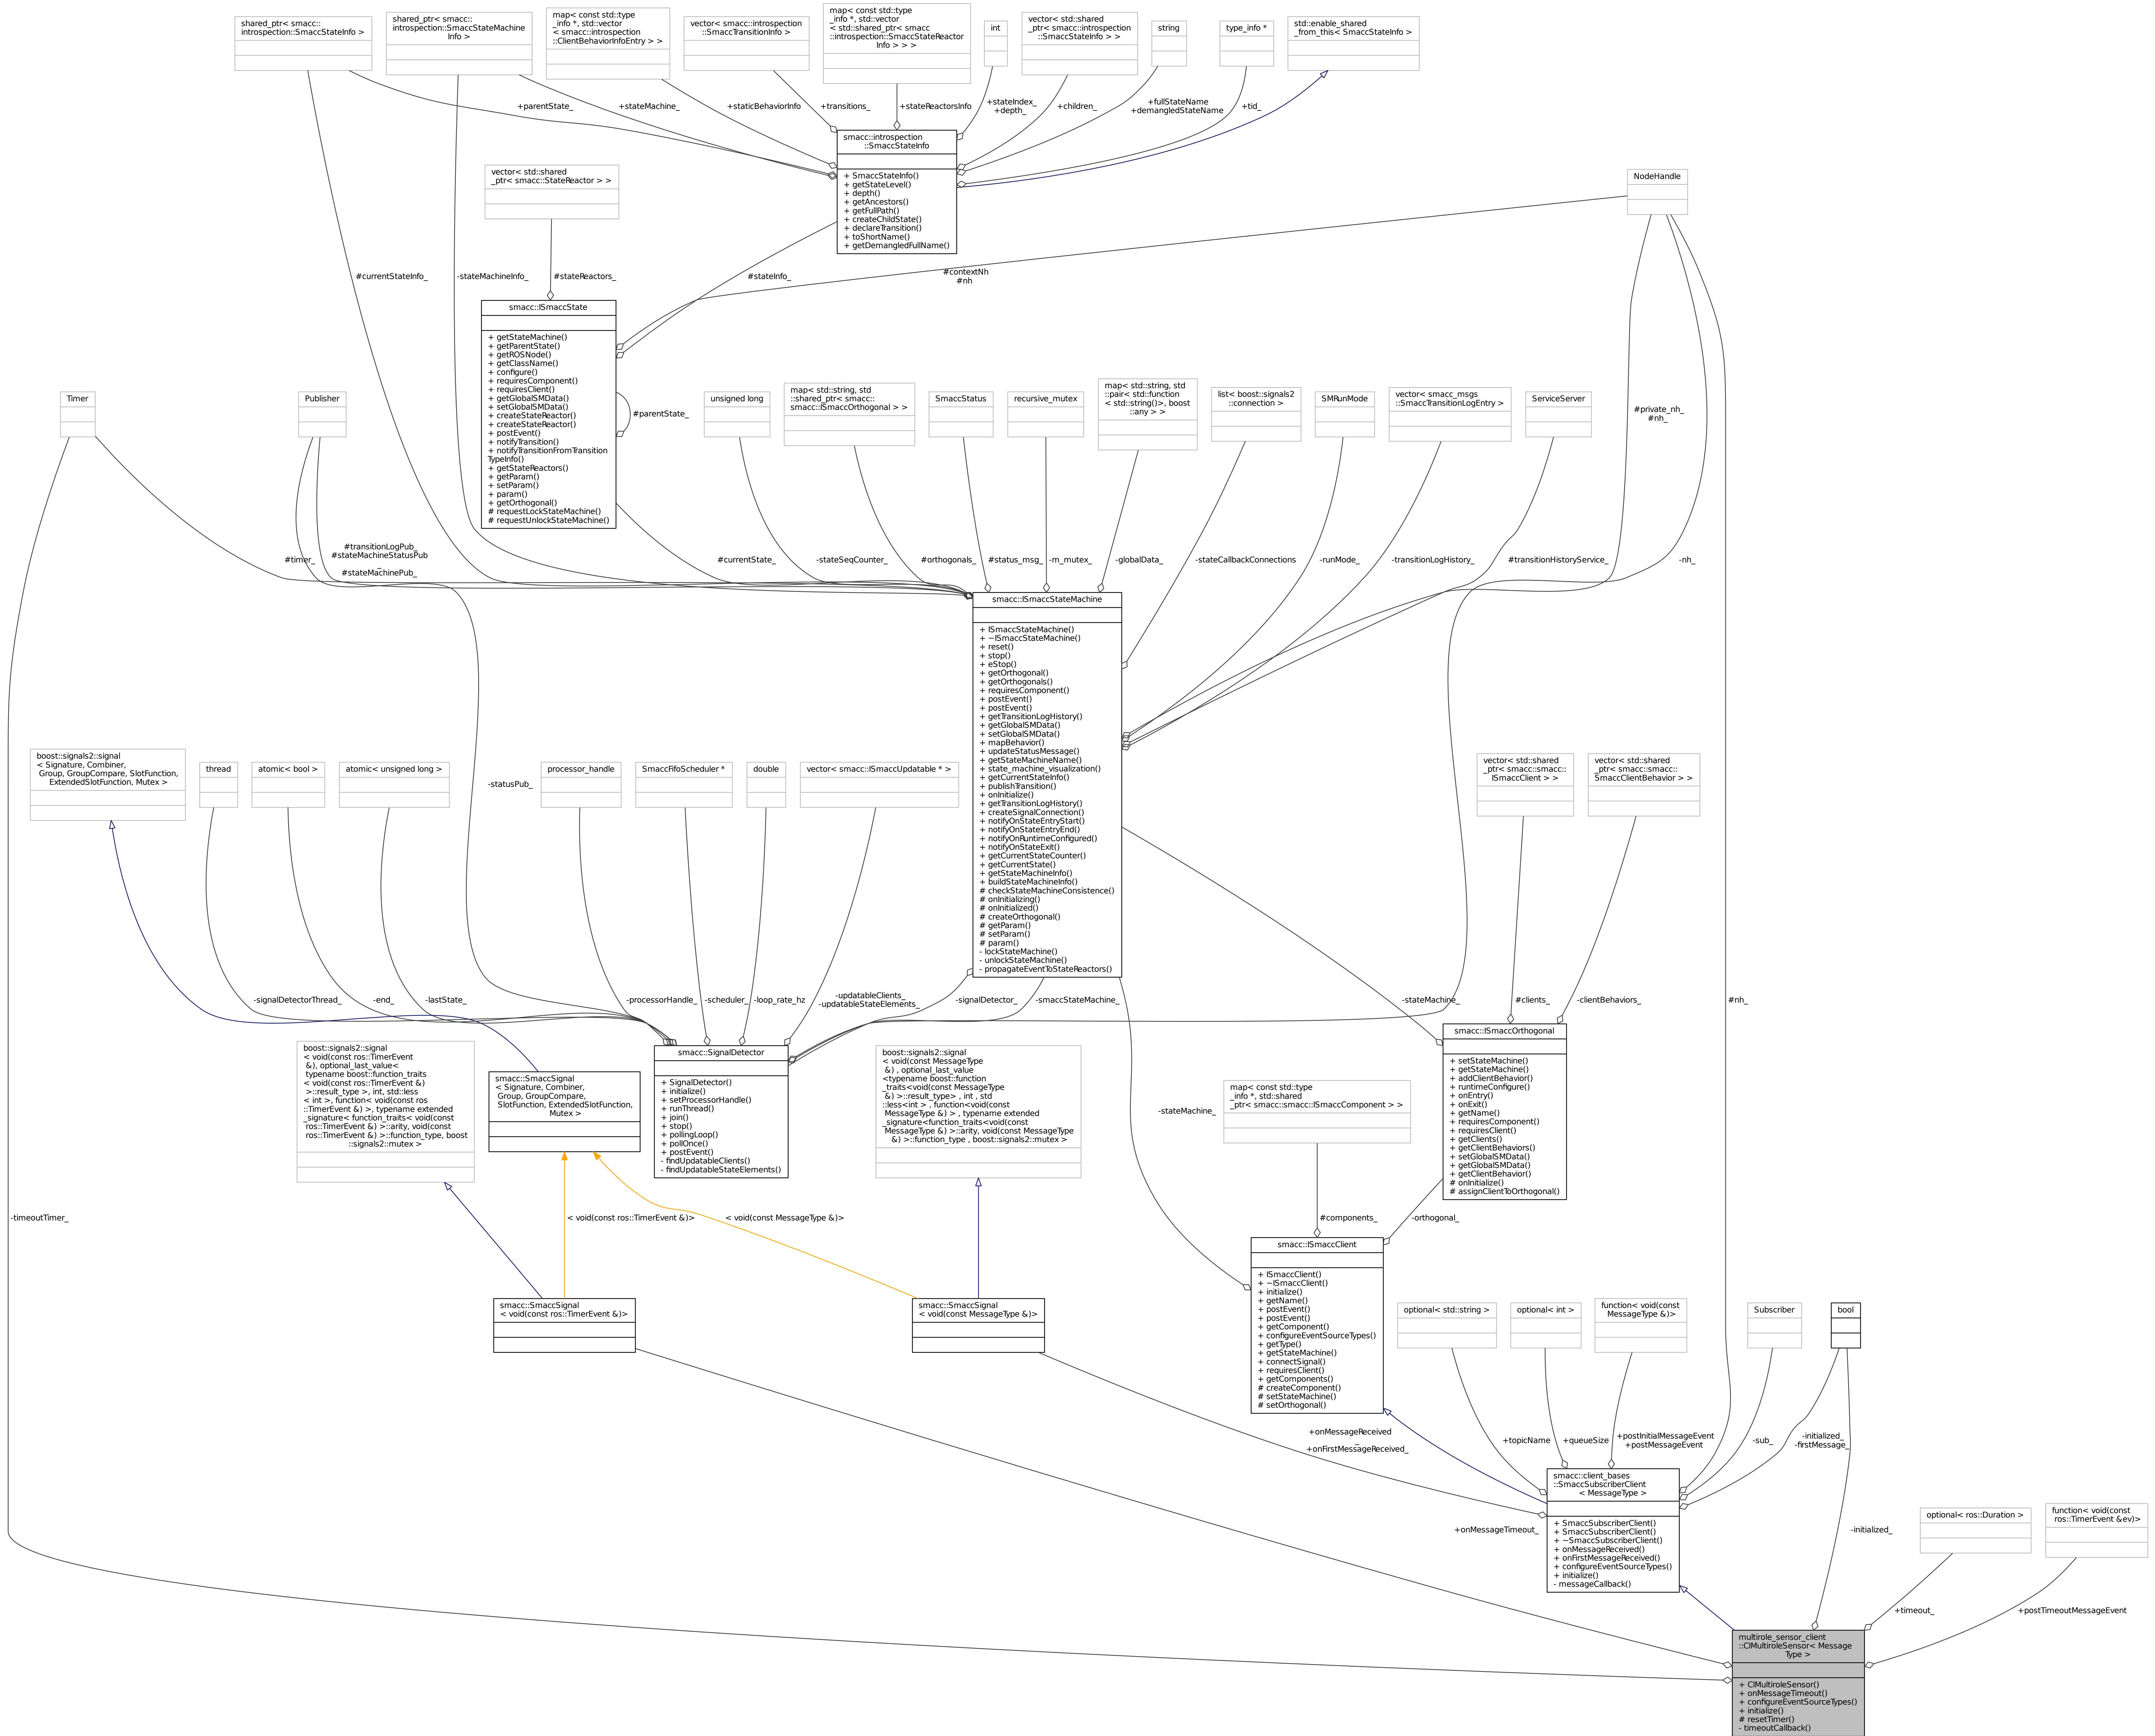 shared_ptr< smacc::
introspection::SmaccStateInfo >
shared_ptr< smacc::
introspection::SmaccStateMachine
Info >
map< const std::type
_info *, std::vector
< smacc::introspection
::ClientBehaviorInfoEntry > >
vector< smacc::introspection
::SmaccTransitionInfo >
map< const std::type
_info *, std::vector
< std::shared_ptr< smacc
::introspection::SmaccStateReactor
Info > > >
int
vector< std::shared
_ptr< smacc::introspection
::SmaccStateInfo > >
string
type_info *
std::enable_shared
_from_this< SmaccStateInfo >
+parentState_
+stateMachine_
+staticBehaviorInfo
+transitions_
+stateReactorsInfo
+stateIndex_
+depth_
+children_
+fullStateName
+demangledStateName
+tid_
smacc::introspection
::SmaccStateInfo
+ SmaccStateInfo()
+ getStateLevel()
+ depth()
+ getAncestors()
+ getFullPath()
+ createChildState()
+ declareTransition()
+ toShortName()
+ getDemangledFullName()
vector< std::shared
_ptr< smacc::StateReactor > >
NodeHandle
#currentStateInfo_
-stateMachineInfo_
#stateReactors_
#stateInfo_
#contextNh
#nh
smacc::ISmaccState
+ getStateMachine()
+ getParentState()
+ getROSNode()
+ getClassName()
+ configure()
+ requiresComponent()
+ requiresClient()
+ getGlobalSMData()
+ setGlobalSMData()
+ createStateReactor()
+ createStateReactor()
+ postEvent()
+ notifyTransition()
+ notifyTransitionFromTransition
TypeInfo()
+ getStateReactors()
+ getParam()
+ setParam()
+ param()
+ getOrthogonal()
# requestLockStateMachine()
# requestUnlockStateMachine()
#parentState_
Timer
Publisher
unsigned long
map< std::string, std
::shared_ptr< smacc::
smacc::ISmaccOrthogonal > >
SmaccStatus
recursive_mutex
map< std::string, std
::pair< std::function
< std::string()>, boost
::any > >
list< boost::signals2
::connection >
SMRunMode
vector< smacc_msgs
::SmaccTransitionLogEntry >
ServiceServer
#private_nh_
#nh_
#timer_
#transitionLogPub_
#stateMachineStatusPub
_
#stateMachinePub_
#currentState_
-stateSeqCounter_
#orthogonals_
#status_msg_
-m_mutex_
-globalData_
-stateCallbackConnections
-runMode_
-transitionLogHistory_
#transitionHistoryService_
-nh_
smacc::ISmaccStateMachine
+ ISmaccStateMachine()
+ ~ISmaccStateMachine()
+ reset()
+ stop()
+ eStop()
+ getOrthogonal()
+ getOrthogonals()
+ requiresComponent()
+ postEvent()
+ postEvent()
+ getTransitionLogHistory()
+ getGlobalSMData()
+ setGlobalSMData()
+ mapBehavior()
+ updateStatusMessage()
+ getStateMachineName()
+ state_machine_visualization()
+ getCurrentStateInfo()
+ publishTransition()
+ onInitialize()
+ getTransitionLogHistory()
+ createSignalConnection()
+ notifyOnStateEntryStart()
+ notifyOnStateEntryEnd()
+ notifyOnRuntimeConfigured()
+ notifyOnStateExit()
+ getCurrentStateCounter()
+ getCurrentState()
+ getStateMachineInfo()
+ buildStateMachineInfo()
# checkStateMachineConsistence()
# onInitializing()
# onInitialized()
# createOrthogonal()
# getParam()
# setParam()
# param()
- lockStateMachine()
- unlockStateMachine()
- propagateEventToStateReactors()
boost::signals2::signal
< Signature, Combiner,
Group, GroupCompare, SlotFunction,
ExtendedSlotFunction, Mutex >
thread
atomic< bool >
atomic< unsigned long >
-statusPub_
processor_handle
SmaccFifoScheduler *
double
vector< smacc::ISmaccUpdatable * >
vector< std::shared
_ptr< smacc::smacc::
ISmaccClient > >
vector< std::shared
_ptr< smacc::smacc::
SmaccClientBehavior > >
-signalDetectorThread_
-end_
-lastState_
-processorHandle_
-scheduler_
-loop_rate_hz
-updatableClients_
-updatableStateElements_
-signalDetector_
-smaccStateMachine_
-stateMachine_
#clients_
-clientBehaviors_
#nh_
boost::signals2::signal
< void(const ros::TimerEvent
&), optional_last_value<
typename boost::function_traits
< void(const ros::TimerEvent &)
>::result_type >, int, std::less
< int >, function< void(const ros
::TimerEvent &) >, typename extended
_signature< function_traits< void(const
ros::TimerEvent &) >::arity, void(const
ros::TimerEvent &) >::function_type, boost
::signals2::mutex >
smacc::SmaccSignal
< Signature, Combiner,
Group, GroupCompare,
SlotFunction, ExtendedSlotFunction,
Mutex >
smacc::SignalDetector
+ SignalDetector()
+ initialize()
+ setProcessorHandle()
+ runThread()
+ join()
+ stop()
+ pollingLoop()
+ pollOnce()
+ postEvent()
- findUpdatableClients()
- findUpdatableStateElements()
boost::signals2::signal
< void(const MessageType
&) , optional_last_value
<typename boost::function
_traits<void(const MessageType
&) >::result_type> , int , std
::less<int > , function<void(const
MessageType &) > , typename extended
_signature<function_traits<void(const
MessageType &) >::arity, void(const MessageType
&) >::function_type , boost::signals2::mutex >
-stateMachine_
map< const std::type
_info *, std::shared
_ptr< smacc::smacc::ISmaccComponent > >
smacc::ISmaccOrthogonal
+ setStateMachine()
+ getStateMachine()
+ addClientBehavior()
+ runtimeConfigure()
+ onEntry()
+ onExit()
+ getName()
+ requiresComponent()
+ requiresClient()
+ getClients()
+ getClientBehaviors()
+ setGlobalSMData()
+ getGlobalSMData()
+ getClientBehavior()
# onInitialize()
# assignClientToOrthogonal()
-timeoutTimer_
< void(const ros::TimerEvent &)>
< void(const MessageType &)>
#components_
-orthogonal_
smacc::ISmaccClient
+ ISmaccClient()
+ ~ISmaccClient()
+ initialize()
+ getName()
+ postEvent()
+ postEvent()
+ getComponent()
+ configureEventSourceTypes()
+ getType()
+ getStateMachine()
+ connectSignal()
+ requiresClient()
+ getComponents()
# createComponent()
# setStateMachine()
# setOrthogonal()
smacc::SmaccSignal
< void(const ros::TimerEvent &)>
smacc::SmaccSignal
< void(const MessageType &)>
optional< std::string >
optional< int >
function< void(const
MessageType &)>
Subscriber
bool
+onMessageReceived
_
+onFirstMessageReceived_
+topicName
+queueSize
+postInitialMessageEvent
+postMessageEvent
-sub_
-initialized_
-firstMessage_
smacc::client_bases
::SmaccSubscriberClient
< MessageType >
+ SmaccSubscriberClient()
+ SmaccSubscriberClient()
+ ~SmaccSubscriberClient()
+ onMessageReceived()
+ onFirstMessageReceived()
+ configureEventSourceTypes()
+ initialize()
- messageCallback()
+onMessageTimeout_
-initialized_
optional< ros::Duration >
function< void(const
ros::TimerEvent &ev)>
+timeout_
+postTimeoutMessageEvent
multirole_sensor_client
::ClMultiroleSensor< Message
Type >
+ ClMultiroleSensor()
+ onMessageTimeout()
+ configureEventSourceTypes()
+ initialize()
# resetTimer()
- timeoutCallback()